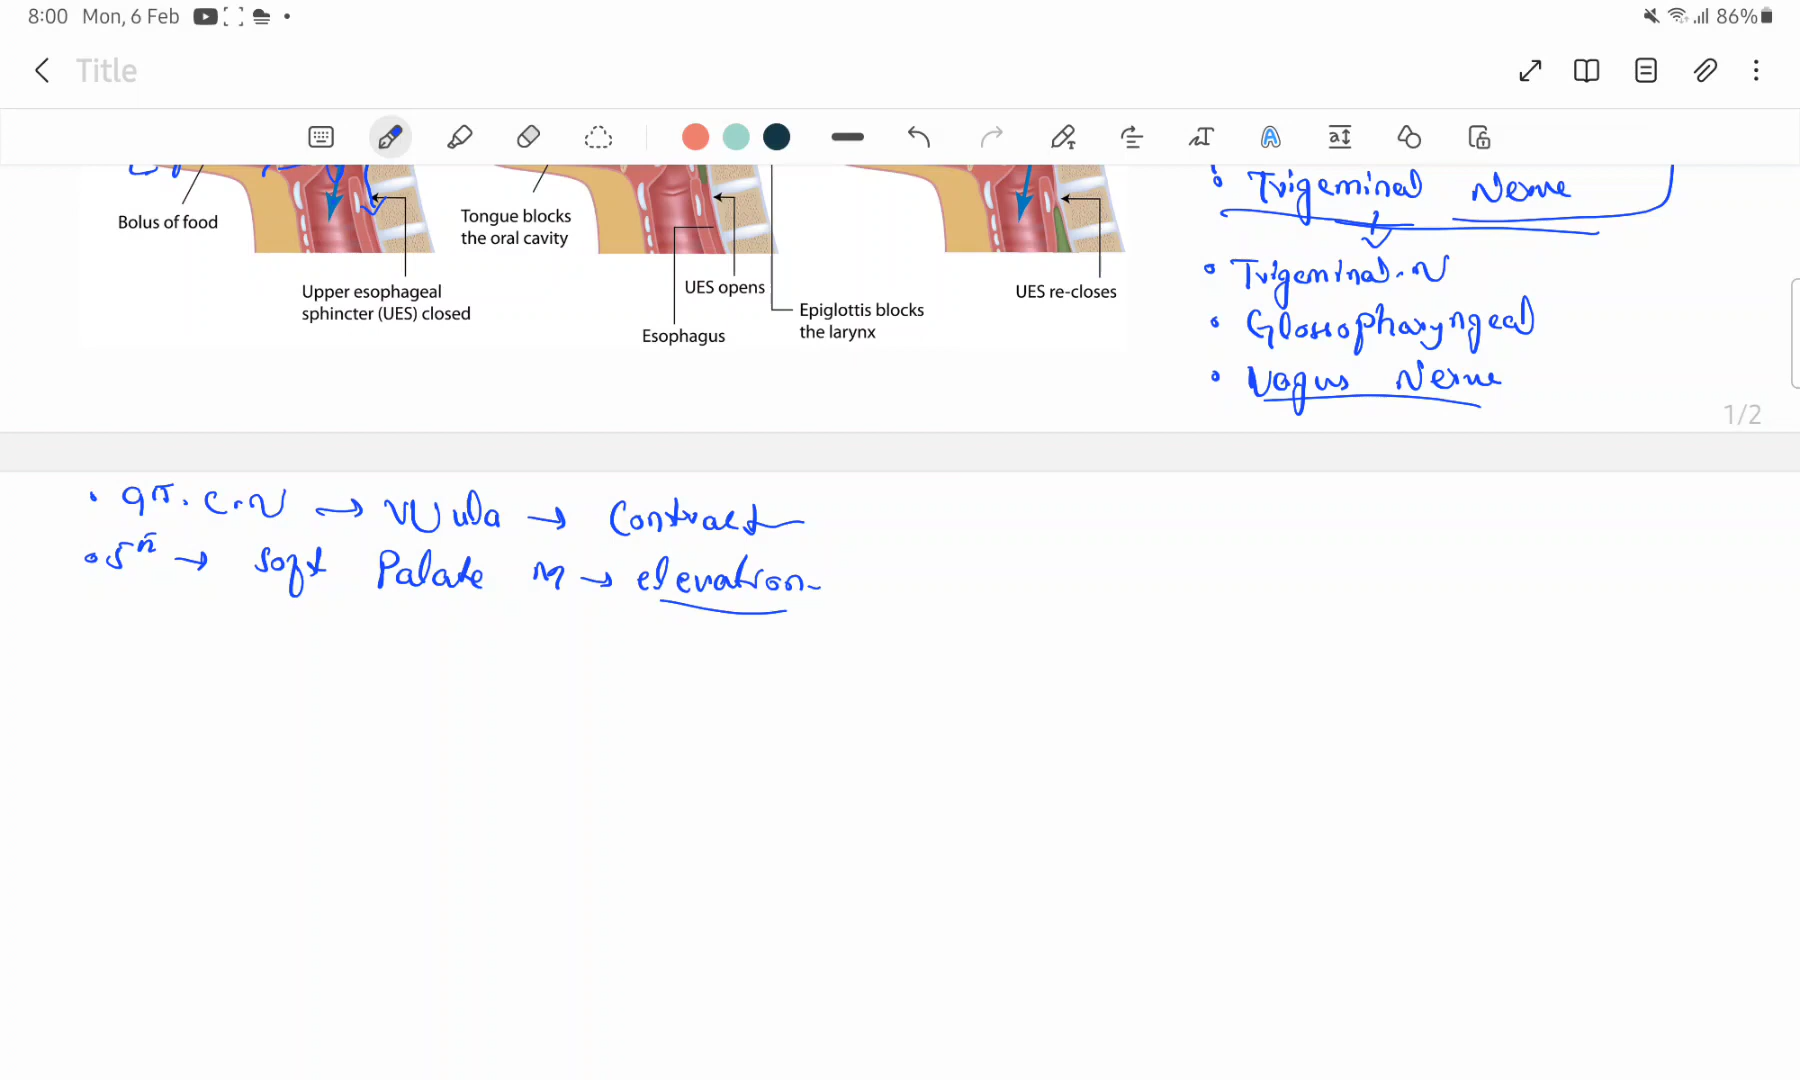 8:00 Mon, 6 Feb
86%
Title
Bolus of food
Upper esophageal
sphincter (UES) closed
Tongue blocks
the oral cavity
UES opens
Esophagus
Epiglottis blocks
the larynx
UES re-closes
• Trigeminal Nerve
• Trigeminal.N
• Glossopharyngeal
• Vagus Nerve
1/2
→ Contract
• 5th → Soft Palate M → elevation